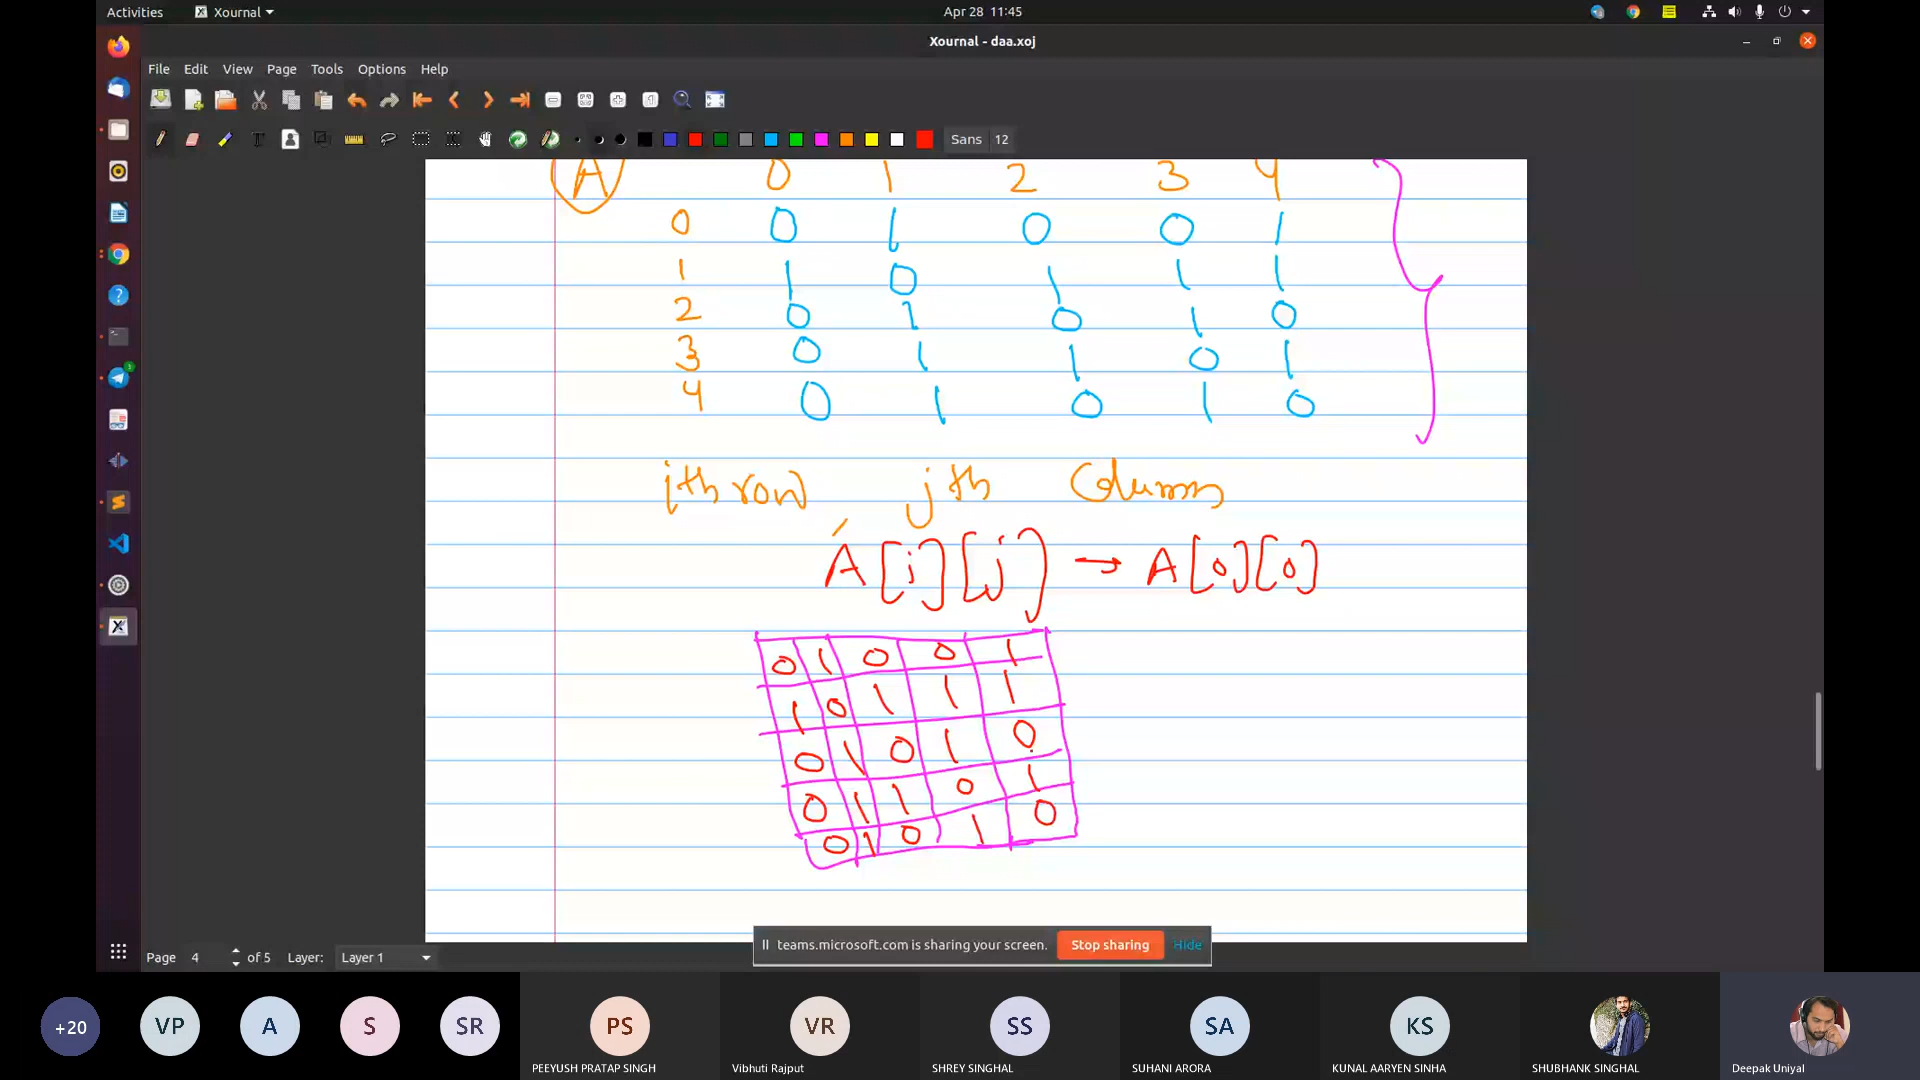 Activities Xournal Apr 28 11:45
Xournal - daa.xoj
File Edit View Page Tools Options Help
Sans 12
A 0 1 2 3 4
0 0 1 0 0 1
1 1 0 1 1 1
2 0 1 0 1 0
3 0 1 1 0 1
4 0 1 0 1 0
ith row jth Column
A[i][j] → A[0][0]
0 1 0 0 1
1 0 1 1 1
0 1 0 1 0
0 1 1 0 1
0 1 0 1 0
teams.microsoft.com is sharing your screen. Stop sharing Hide
Page 4 of 5 Layer: Layer 1
+20 VP A S SR PS VR SS SA KS
PEEYUSH PRATAP SINGH Vibhuti Rajput SHREY SINGHAL SUHANI ARORA KUNAL AARYEN SINHA SHUBHANK SINGHAL Deepak Uniyal